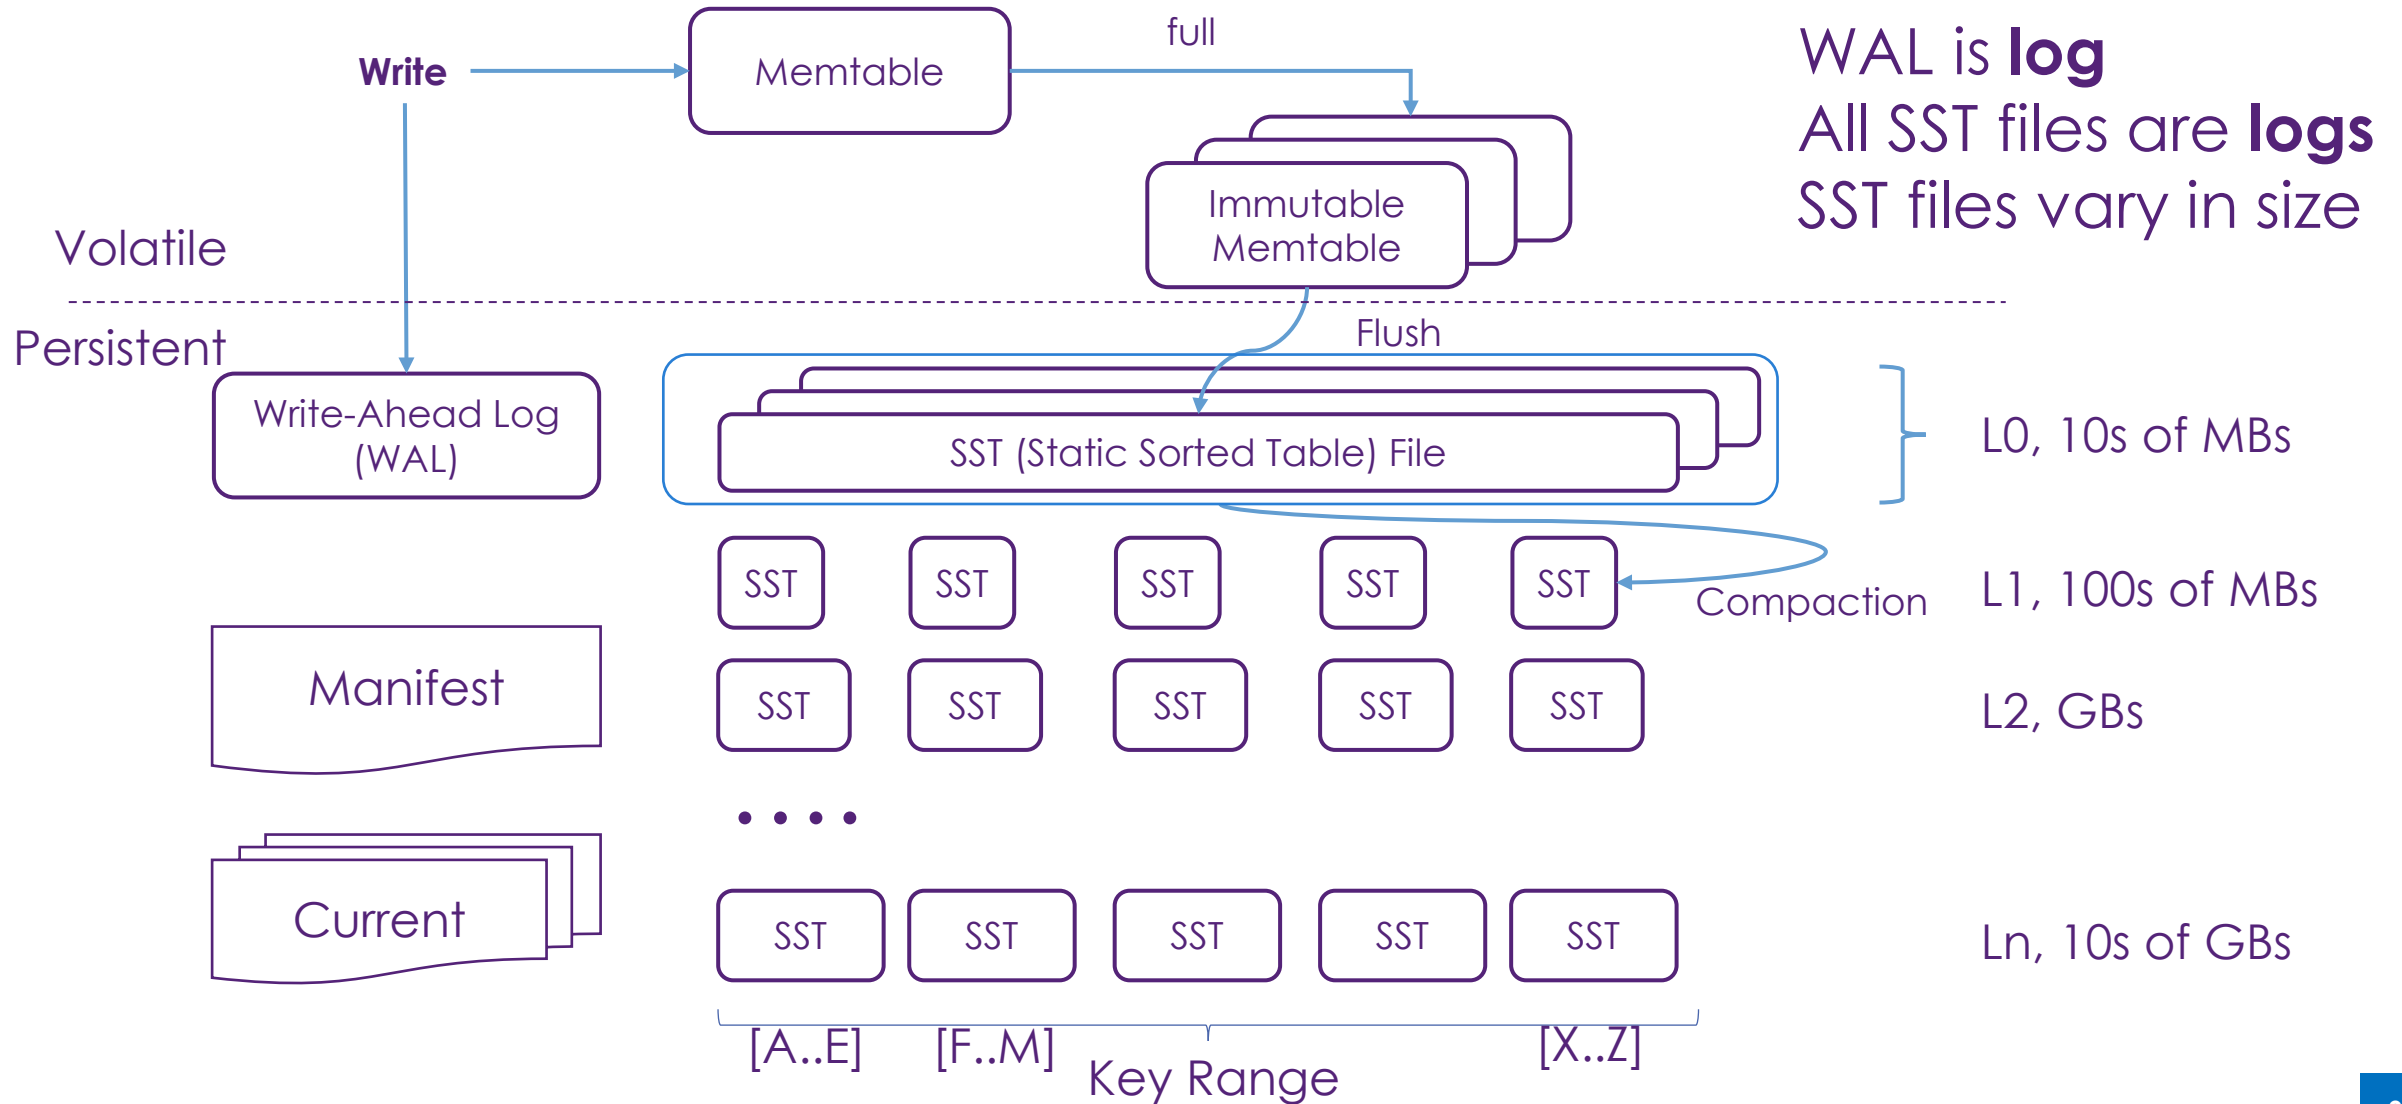 full
WAL is log
All SST files are logs
SST files vary in size
Write
Memtable
Immutable
Memtable
Volatile
Persistent
Flush
Write-Ahead Log
(WAL)
SST (Static Sorted Table) File
L0, 10s of MBs
SST SST SST SST SST
Compaction
L1, 100s of MBs
Manifest
SST SST SST SST SST
L2, GBs
....
Current
SST SST SST SST SST
Ln, 10s of GBs
[A..E] [F..M] [X..Z]
Key Range